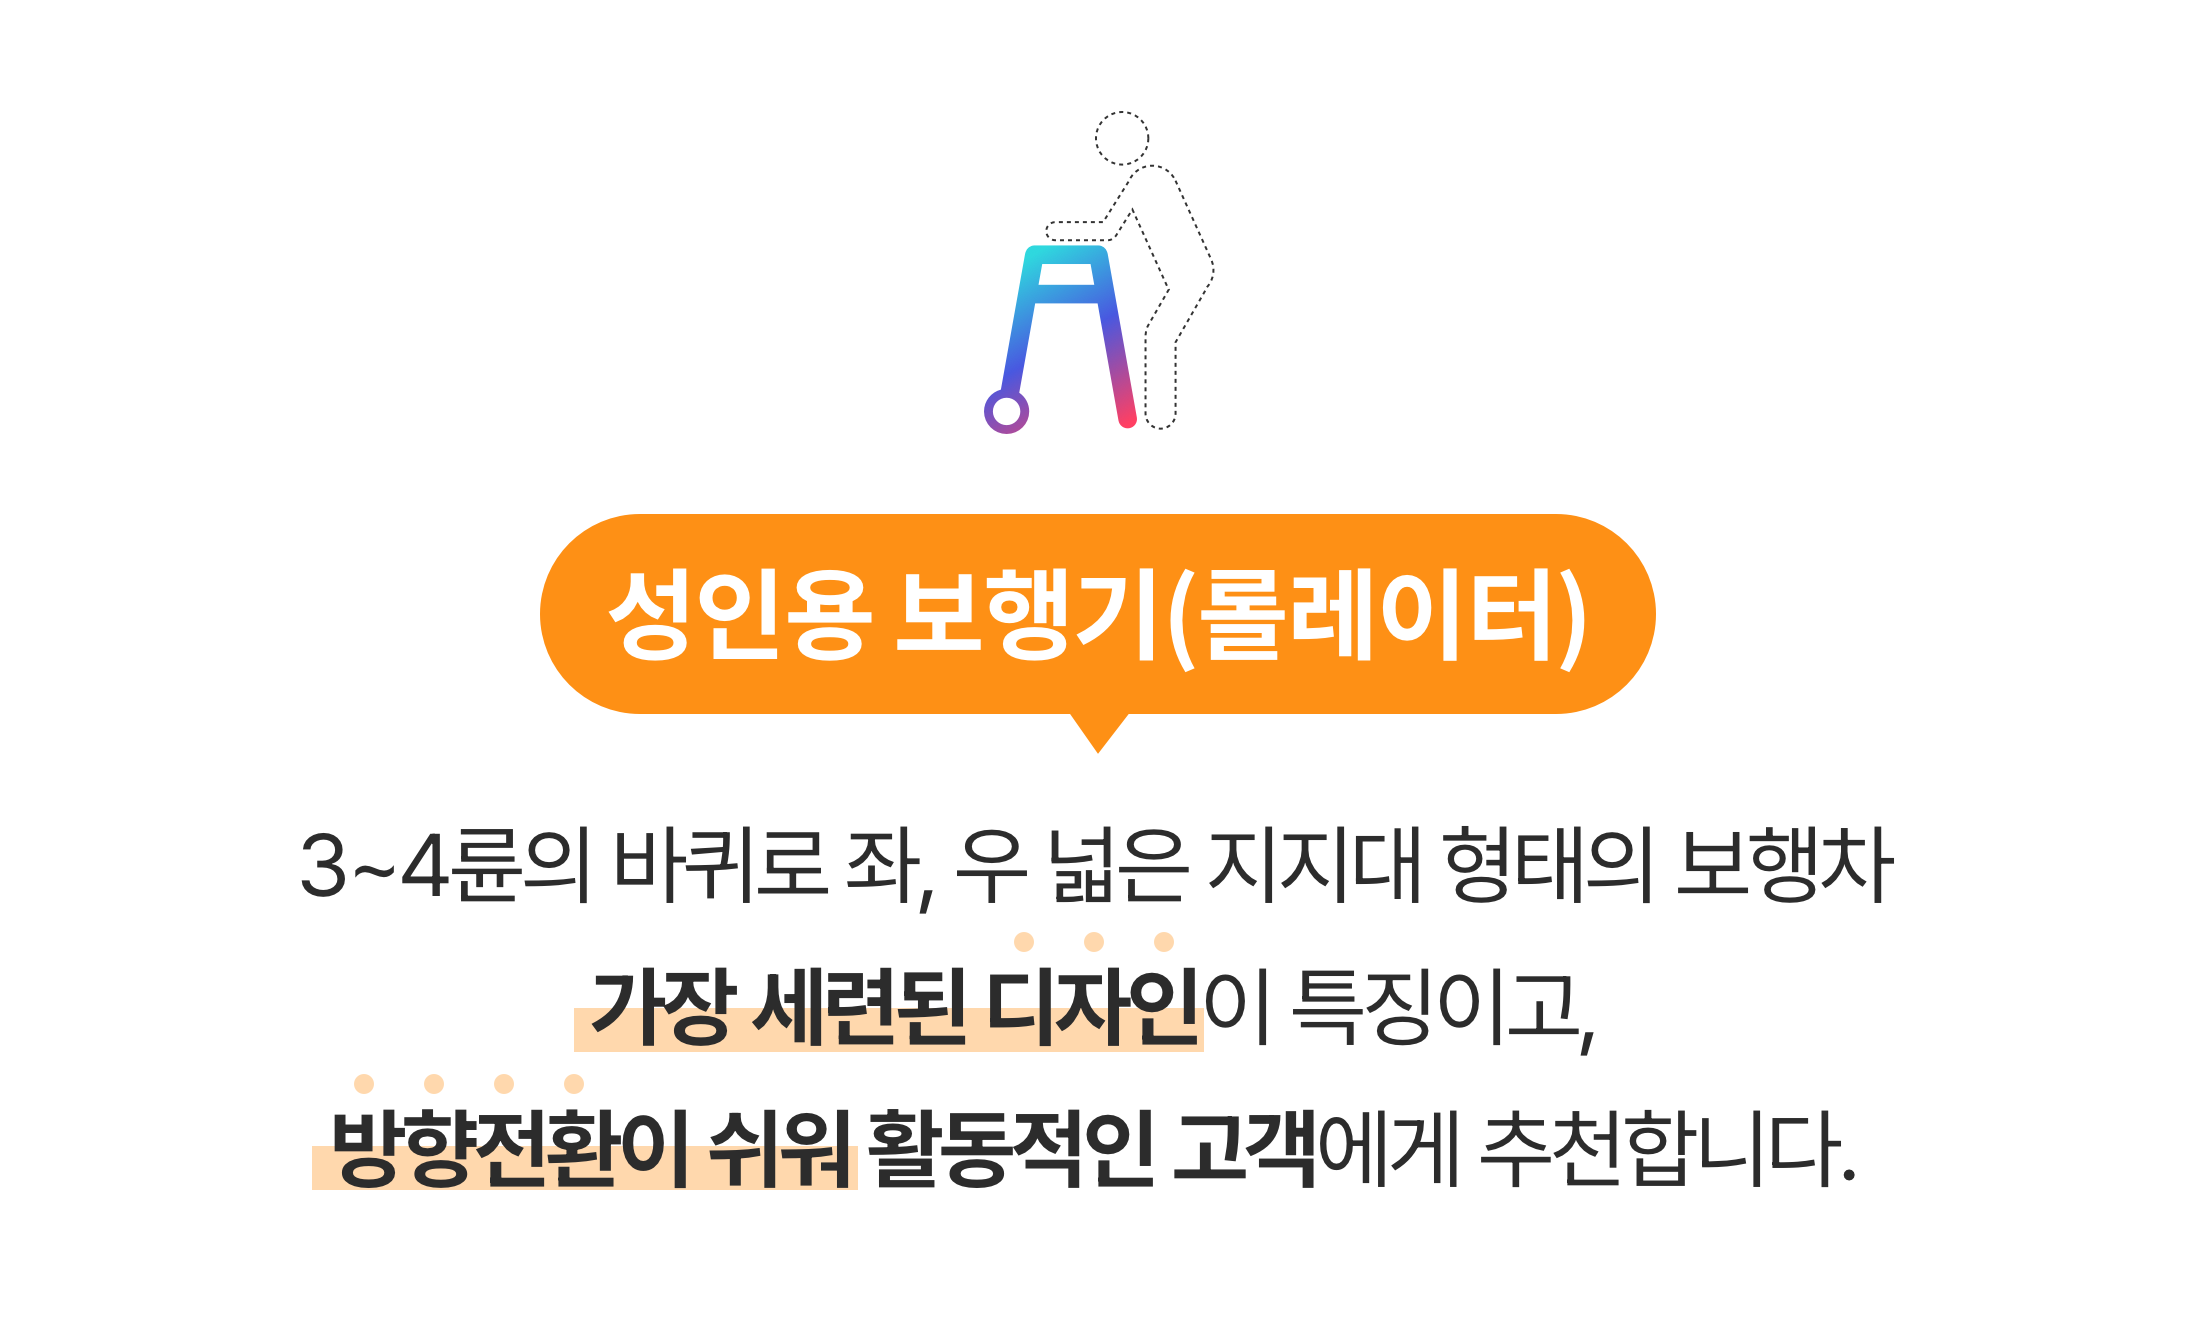 성인용 보행기(롤레이터)
3~4륜의 바퀴로 좌, 우 넓은 지지대 형태의 보행차
가장 세련된 디자인이 특징이고,
방향전환이 쉬워 활동적인 고객에게 추천합니다.